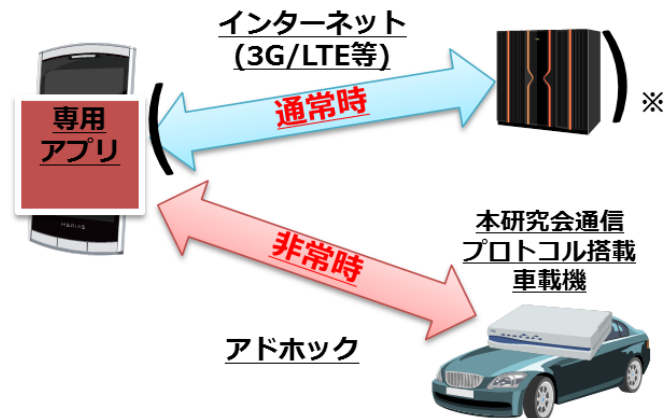 インターネット
(3G/LTE等)
通常時
※
専用
アプリ
非常時
本研究会通信
プロトコル搭載
車載機
アドホック